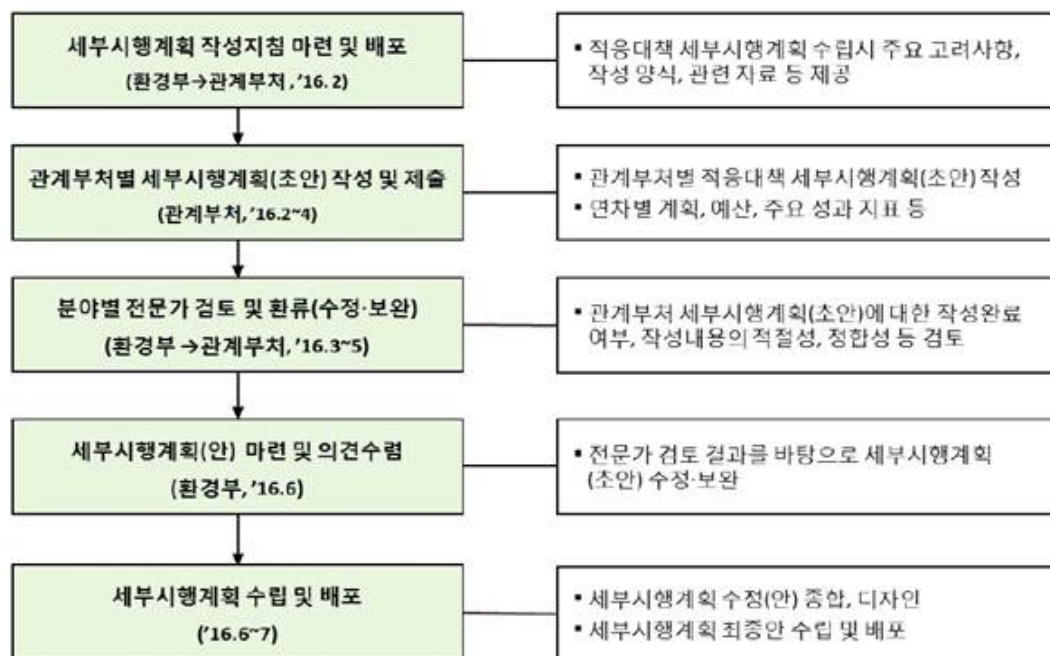 세부시행계획 작성지침 마련 및 배포
(환경부→관계부처, '16. 2)
▪ 적응대책 세부시행계획 수립시 주요 고려사항,
작성 양식, 관련 자료 등 제공
관계부처별 세부시행계획(초안) 작성 및 제출
(관계부처, '16.2~4)
▪ 관계부처별 적응대책 세부시행계획(초안) 작성
▪ 연차별 계획, 예산, 주요 성과 지표 등
분야별 전문가 검토 및 환류(수정·보완)
(환경부 →관계부처, '16.3~5)
▪ 관계부처 세부시행계획(초안)에 대한 작성완료
여부, 작성내용의 적절성, 정합성 등 검토
세부시행계획(안) 마련 및 의견수렴
(환경부, '16.6)
▪ 전문가 검토 결과를 바탕으로 세부시행계획
(초안) 수정·보완
세부시행계획 수립 및 배포
('16.6~7)
▪ 세부시행계획 수정(안) 종합, 디자인
▪ 세부시행계획 최종안 수립 및 배포